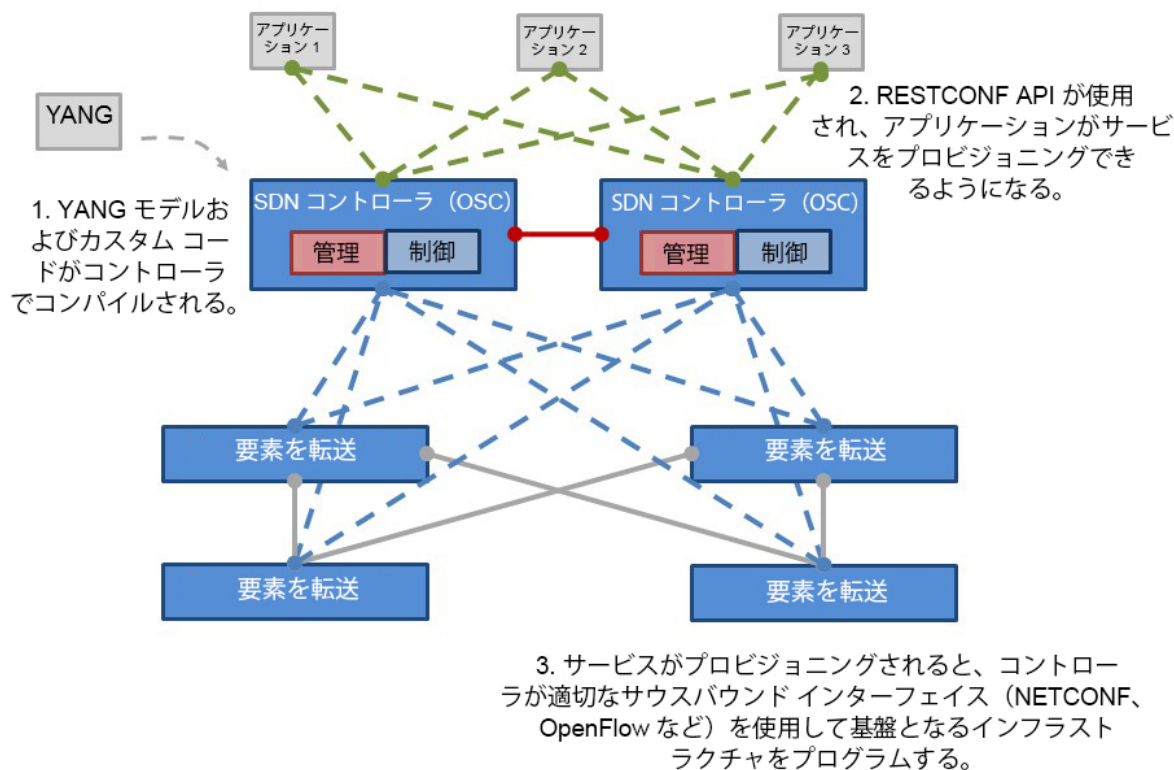 アプリケー
ション 1
アプリケー
ション 2
アプリケー
ション 3
YANG
2. RESTCONF API が使用
され、アプリケーションがサービ
スをプロビジョニングでき
るようになる。
1. YANG モデルお
よびカスタム コー
ドがコントローラ
でコンパイルされる。
SDN コントローラ（OSC）
管理
制御
SDN コントローラ（OSC）
管理
制御
要素を転送
要素を転送
要素を転送
要素を転送
3. サービスがプロビジョニングされると、コントロー
ラが適切なサウスバウンド インターフェイス（NETCONF、
OpenFlow など）を使用して基盤となるインフラスト
ラクチャをプログラムする。